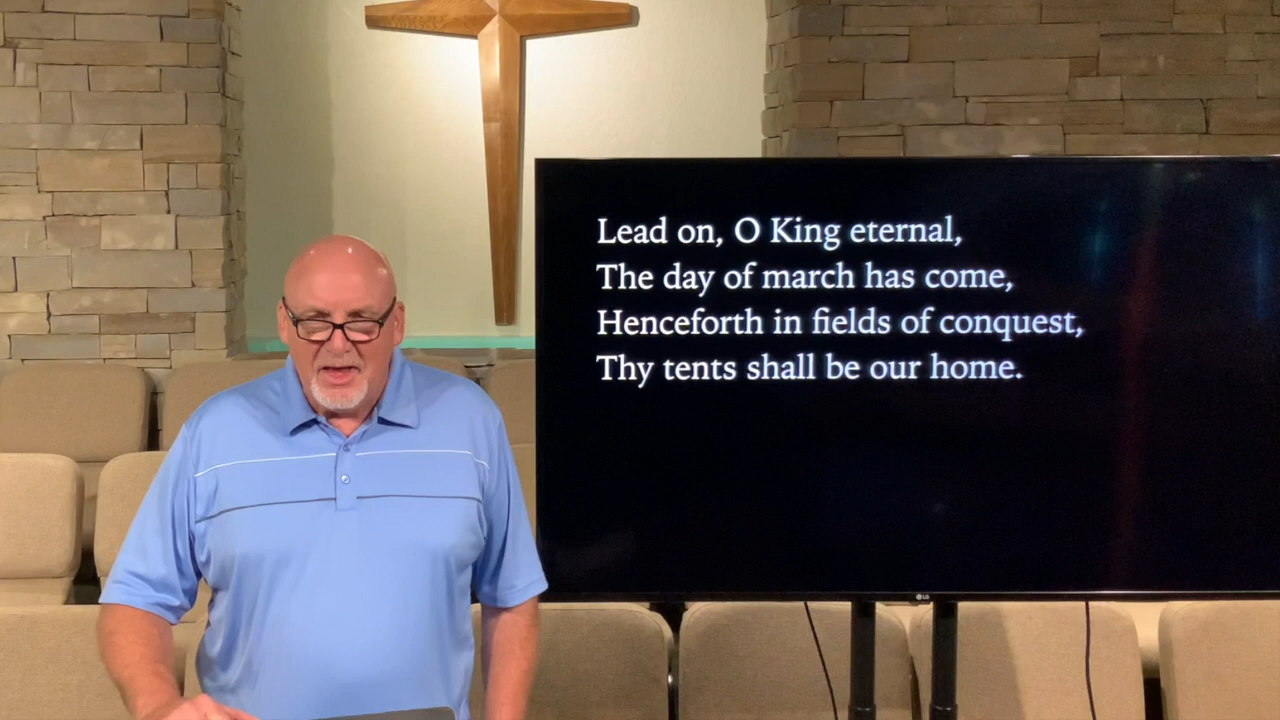 Lead on, O King eternal,
The day of march has come,
Henceforth in fields of conquest,
Thy tents shall be our home.
LG